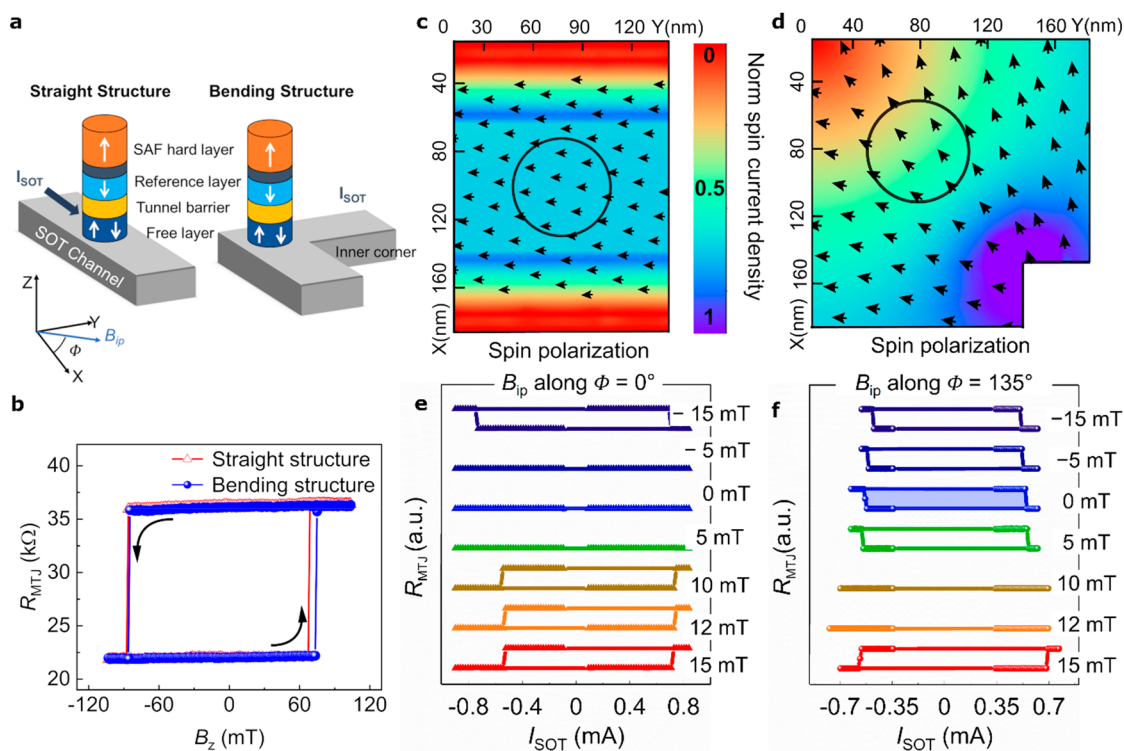 a
Straight Structure
Bending Structure
SAF hard layer
Reference layer
Tunnel barrier
Free layer
I_SOT
I_SOT
SOT Channel
Inner corner
Z
Y
B_ip
Φ
X
b
Straight structure
Bending structure
40
35
30
25
20
R_MTJ (kΩ)
-120 -60 0 60 120
B_z (mT)
c
0 30 60 90 120 Y(nm)
40
80
120
160
X(nm)
Spin polarization
0
0.5
1
Norm spin current density
d
0 40 80 120 160 Y(nm)
40
80
120
160
X(nm)
Spin polarization
e
B_ip along Φ = 0°
− 15 mT
− 5 mT
0 mT
5 mT
10 mT
12 mT
15 mT
R_MTJ (a.u.)
-0.8 -0.4 0 0.4 0.8
I_SOT (mA)
f
B_ip along Φ = 135°
−15 mT
−5 mT
0 mT
5 mT
10 mT
12 mT
15 mT
R_MTJ(a.u.)
-0.7 -0.35 0 0.35 0.7
I_SOT (mA)